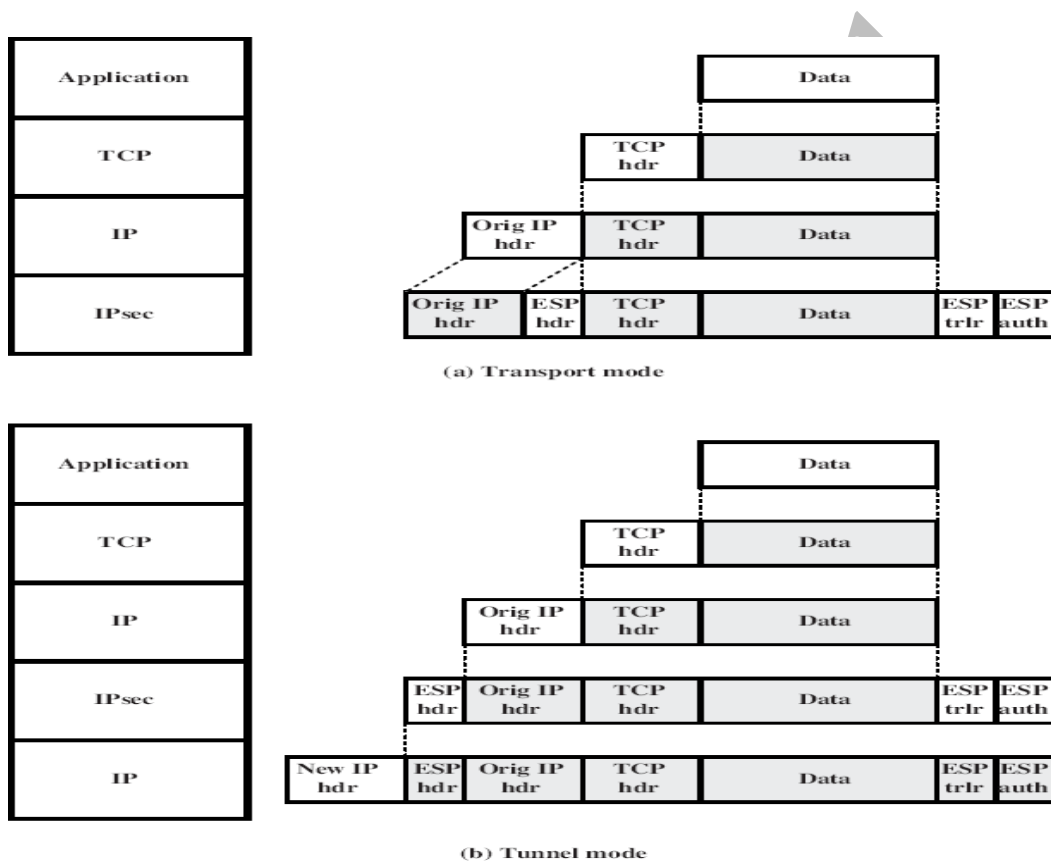 Application
Data
TCP
TCP
hdr
Data
IP
Orig IP
hdr
TCP
hdr
Data
IPsec
Orig IP
hdr
ESP
hdr
TCP
hdr
Data
ESP
trlr
ESP
auth
(a) Transport mode
Application
Data
TCP
TCP
hdr
Data
IP
Orig IP
hdr
TCP
hdr
Data
IPsec
ESP
hdr
Orig IP
hdr
TCP
hdr
Data
ESP
trlr
ESP
auth
IP
New IP
hdr
ESP
hdr
Orig IP
hdr
TCP
hdr
Data
ESP
trlr
ESP
auth
(b) Tunnel mode